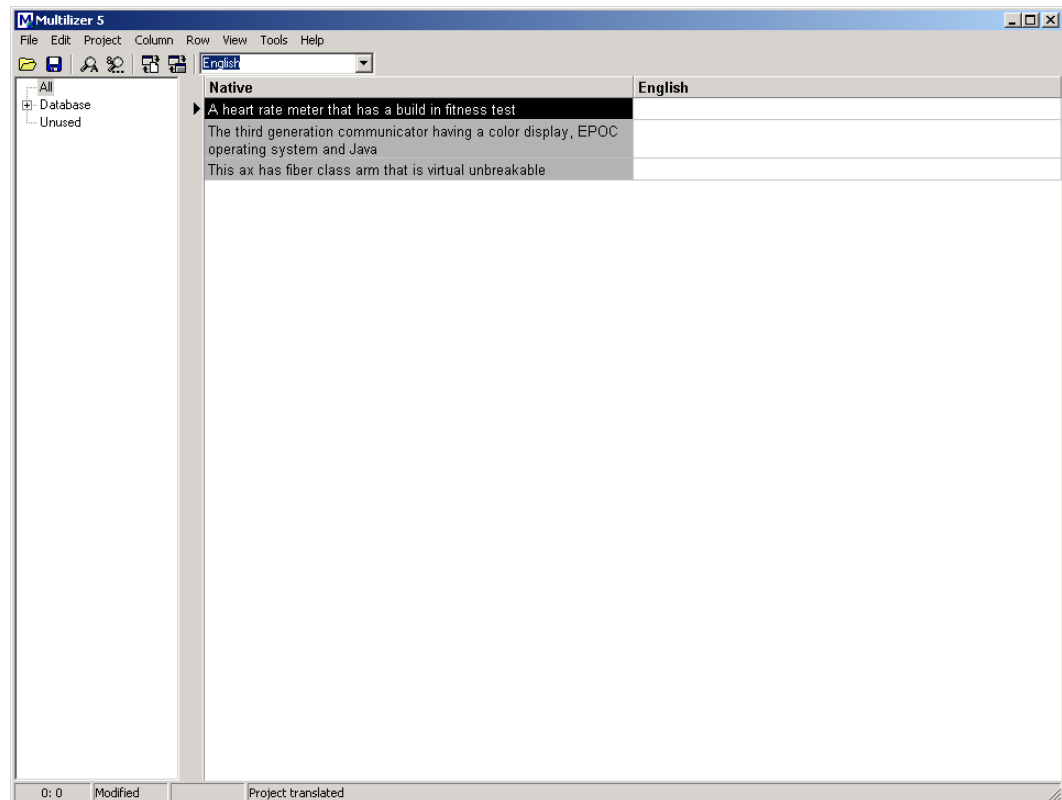 Multilizer 5
File Edit Project Column Row View Tools Help
English
All
Database
Unused
Native English
A heart rate meter that has a build in fitness test
The third generation communicator having a color display, EPOC
operating system and Java
This ax has fiber class arm that is virtual unbreakable
0: 0 Modified Project translated